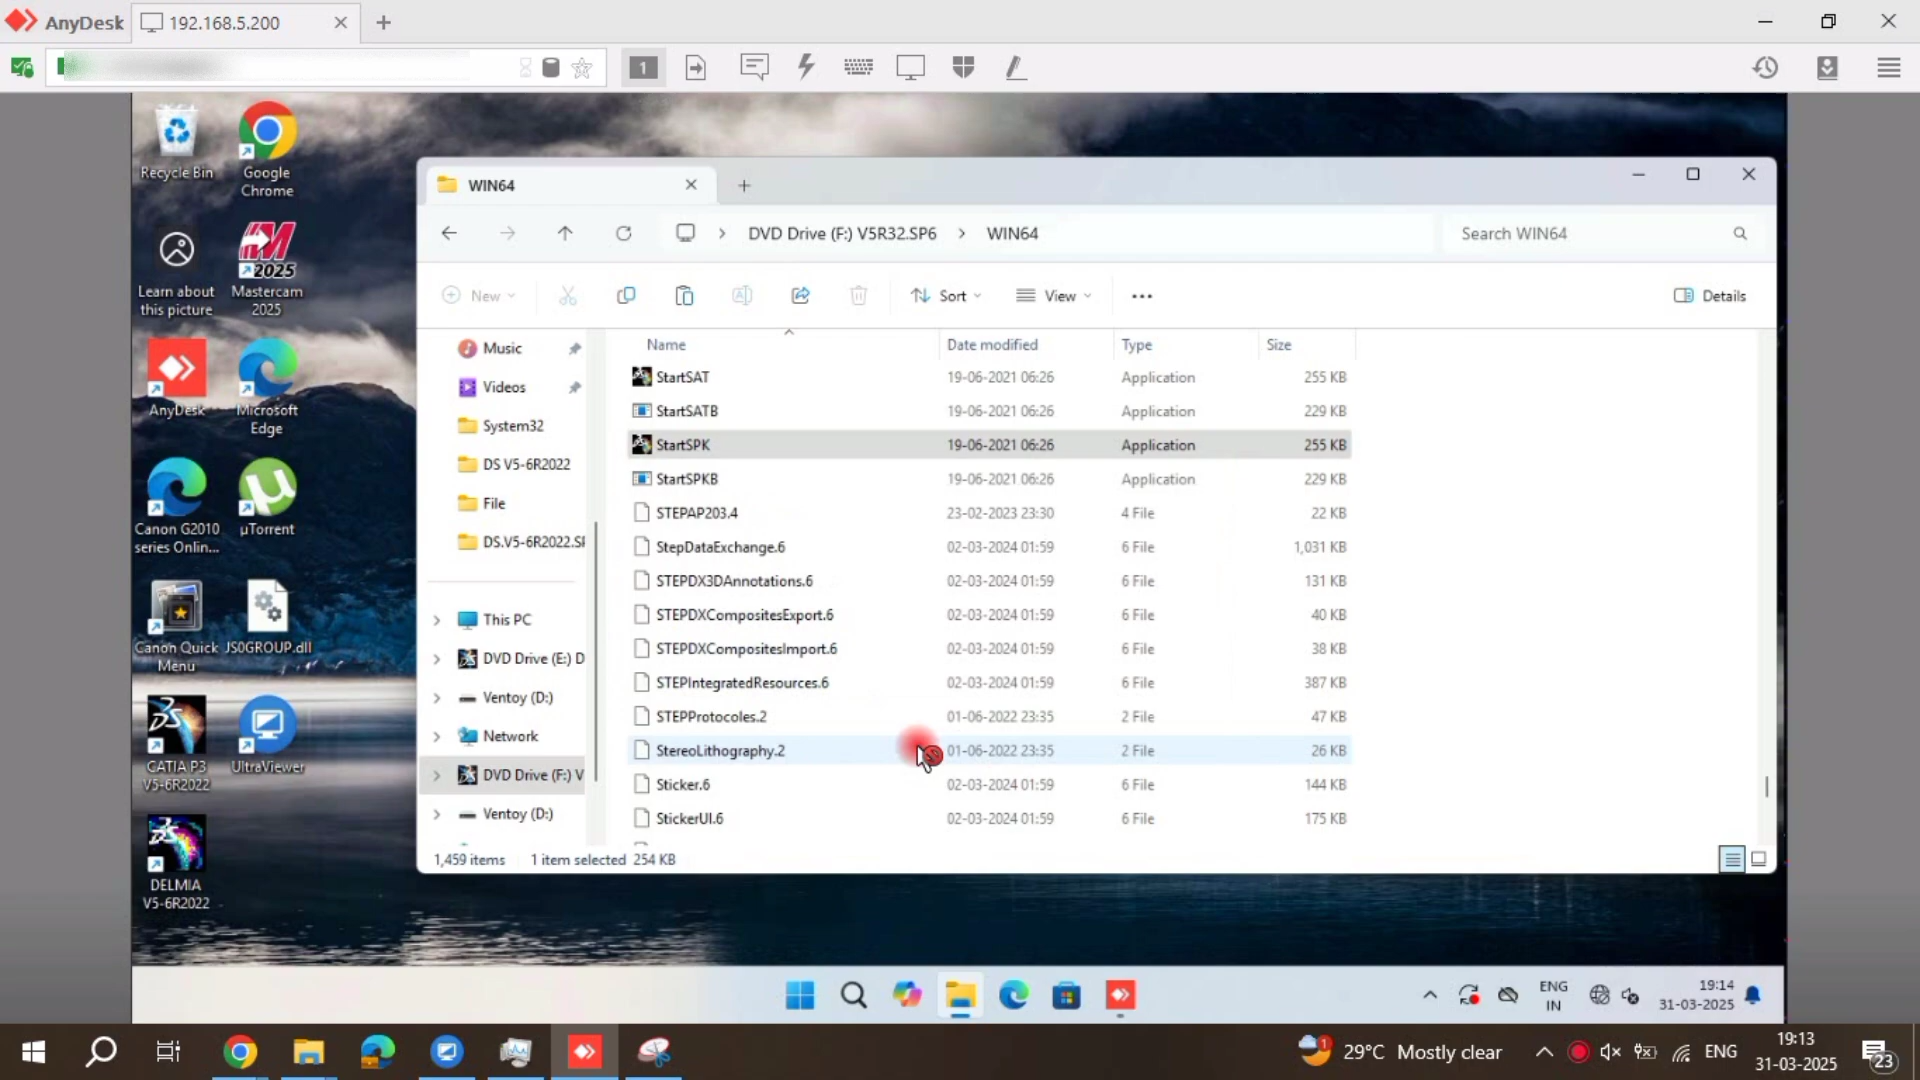 AnyDesk
192.168.5.200
1
Recycle Bin
Google
Chrome
Learn about
this picture
Mastercam
2025
2025
AnyDesk
Microsoft
Edge
Canon G2010
series Onlin...
µTorrent
Canon Quick
Menu
JS0GROUP.dll
CATIA P3
V5-6R2022
UltraViewer
DELMIA
V5-6R2022
WIN64
DVD Drive (F:) V5R32.SP6 > WIN64
Search WIN64
New
Sort
View
Details
Music
Videos
System32
DS V5-6R2022
File
DS.V5-6R2022.SP
This PC
DVD Drive (E:) D
Ventoy (D:)
Network
DVD Drive (F:) V
Ventoy (D:)
Name Date modified Type Size
StartSAT 19-06-2021 06:26 Application 255 KB
StartSATB 19-06-2021 06:26 Application 229 KB
StartSPK 19-06-2021 06:26 Application 255 KB
StartSPKB 19-06-2021 06:26 Application 229 KB
STEPAP203.4 23-02-2023 23:30 4 File 22 KB
StepDataExchange.6 02-03-2024 01:59 6 File 1,031 KB
STEPDX3DAnnotations.6 02-03-2024 01:59 6 File 131 KB
STEPDXCompositesExport.6 02-03-2024 01:59 6 File 40 KB
STEPDXCompositesImport.6 02-03-2024 01:59 6 File 38 KB
STEPIntegratedResources.6 02-03-2024 01:59 6 File 387 KB
STEPProtocoles.2 01-06-2022 23:35 2 File 47 KB
StereoLithography.2 01-06-2022 23:35 2 File 26 KB
Sticker.6 02-03-2024 01:59 6 File 144 KB
StickerUI.6 02-03-2024 01:59 6 File 175 KB
1,459 items 1 item selected 254 KB
ENG
IN
19:14
31-03-2025
1
29°C Mostly clear
ENG
19:13
31-03-2025
23